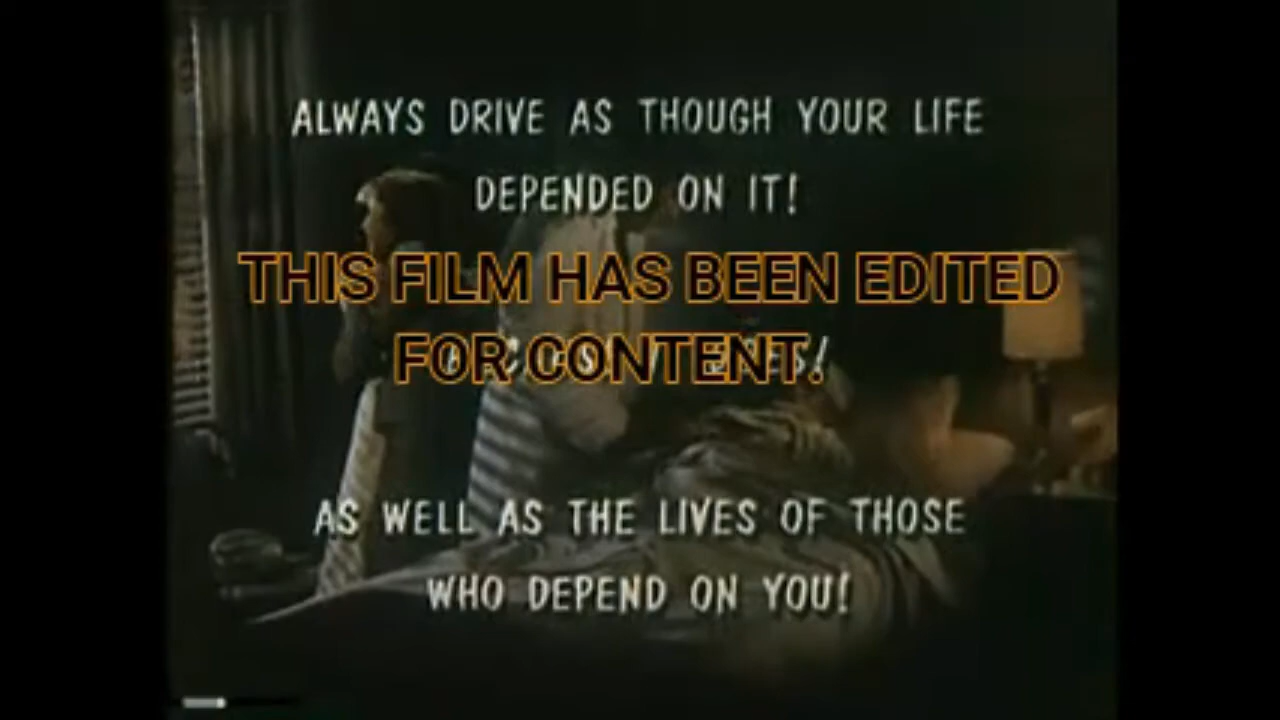 ALWAYS DRIVE AS THOUGH YOUR LIFE
DEPENDED ON IT!
THIS FILM HAS BEEN EDITED
FOR CONTENT.
AS WELL AS THE LIVES OF THOSE
WHO DEPEND ON YOU!